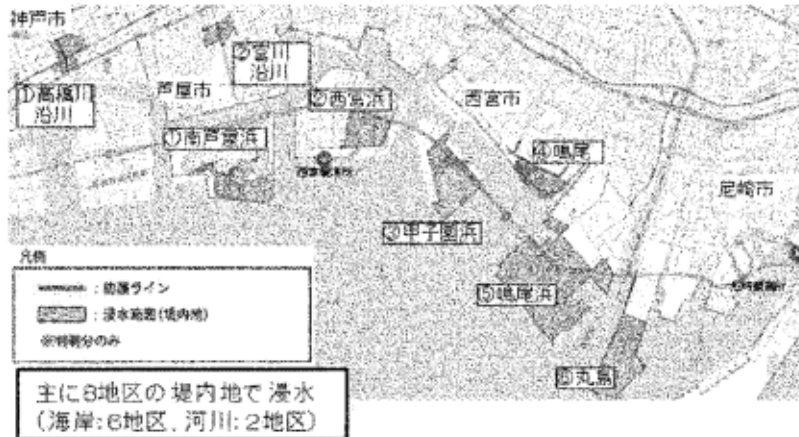 神戸市
②宮川
沿川
①高橋川
沿川
芦屋市
②西宮浜
西宮市
①南芦屋浜
④鳴尾
尼崎市
③甲子園浜
⑤鳴尾浜
⑥丸島
凡例
：防護ライン
：浸水範囲(堤内地)
※判明分のみ
主に8地区の堤内地で浸水
(海岸:6地区、河川:2地区)